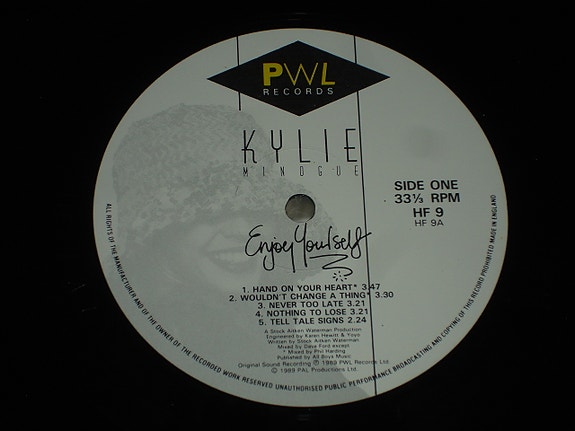 PWL
RECORDS
KYLIE
MINOGUE
SIDE ONE
33⅓ RPM
HF 9
HF 9A
Enjoy Yourself
1. HAND ON YOUR HEART* 3.47
2. WOULDN'T CHANGE A THING* 3.30
3. NEVER TOO LATE 3.21
4. NOTHING TO LOSE 3.21
5. TELL TALE SIGNS 2.24
A Stock Aitken Waterman Production
Engineered by Karen Hewitt & Yoyo
Written by Stock Aitken Waterman
Mixed by Dave Ford except
* Mixed by Phil Harding
Published by All Boys Music
Original Sound Recording Ⓟ 1989 PWL Records Ltd.
© 1989 PAL Productions Ltd.
ALL RIGHTS OF THE MANUFACTURER AND OF THE OWNER OF THE RECORDED WORK RESERVED UNAUTHORISED PUBLIC PERFORMANCE BROADCASTING AND COPYING OF THIS RECORD PROHIBITED MADE IN ENGLAND